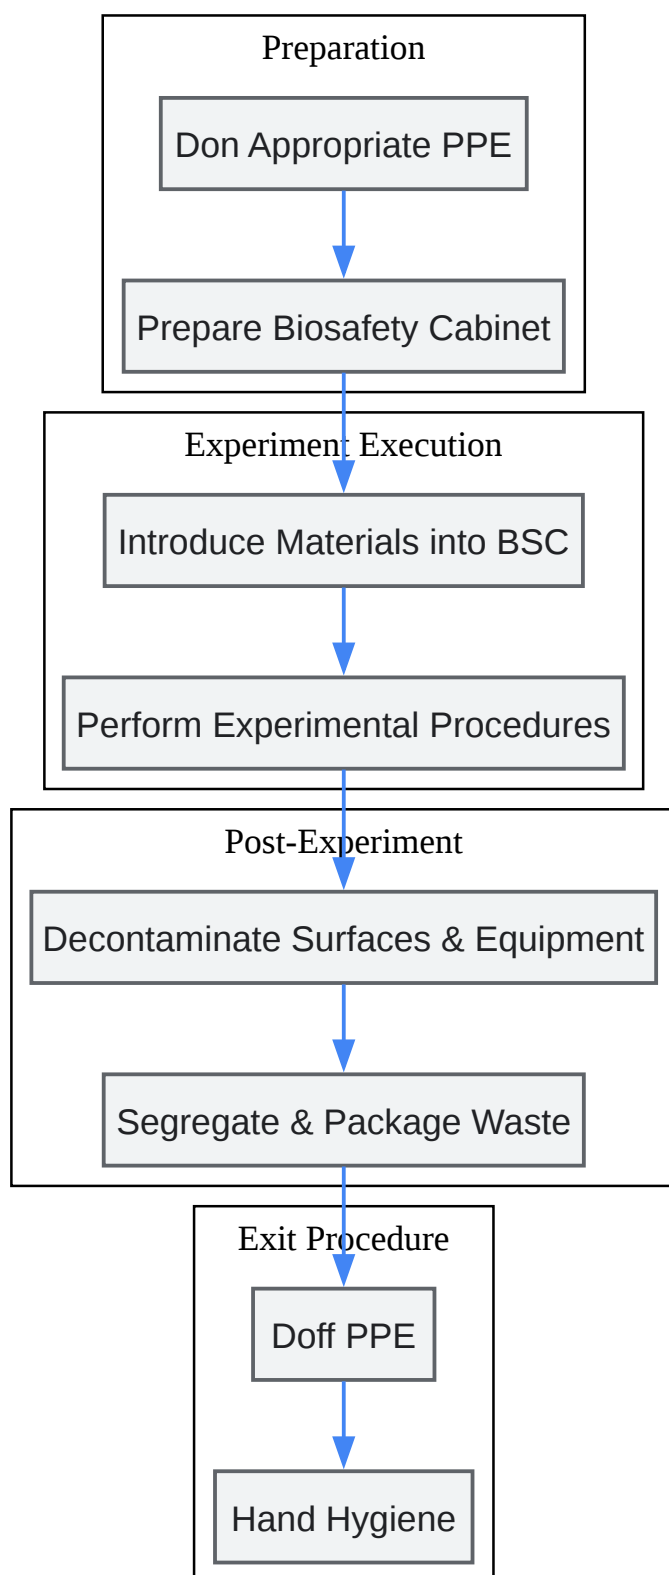 Preparation
Don Appropriate PPE
Prepare Biosafety Cabinet
Experiment Execution
Introduce Materials into BSC
Perform Experimental Procedures
Post-Experiment
Decontaminate Surfaces & Equipment
Segregate & Package Waste
Exit Procedure
Doff PPE
Hand Hygiene